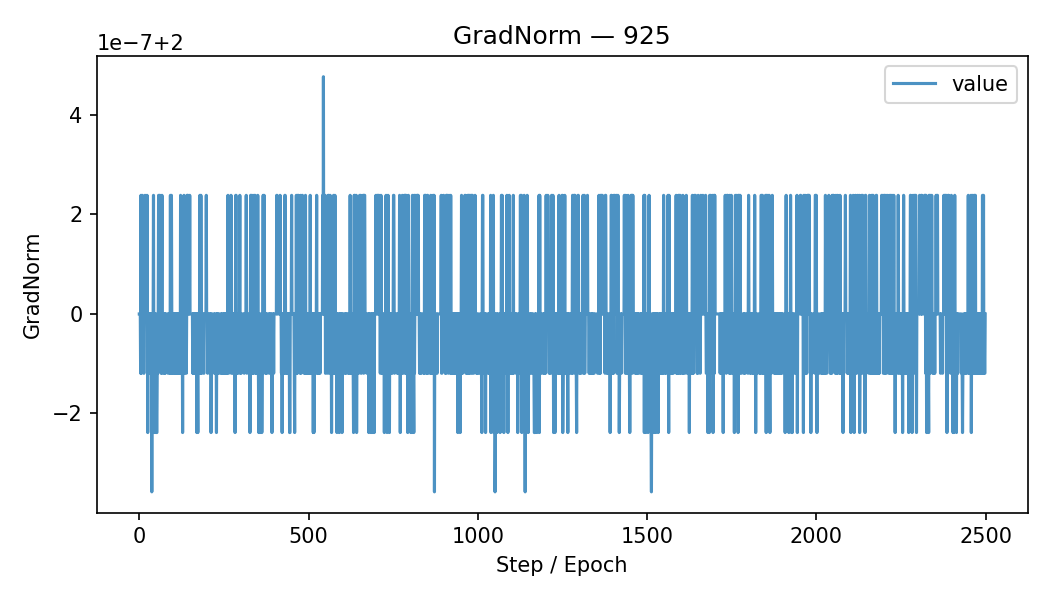 GradNorm — 925
1e−7+2
value
4
2
0
−2
GradNorm
0
500
1000
1500
2000
2500
Step / Epoch